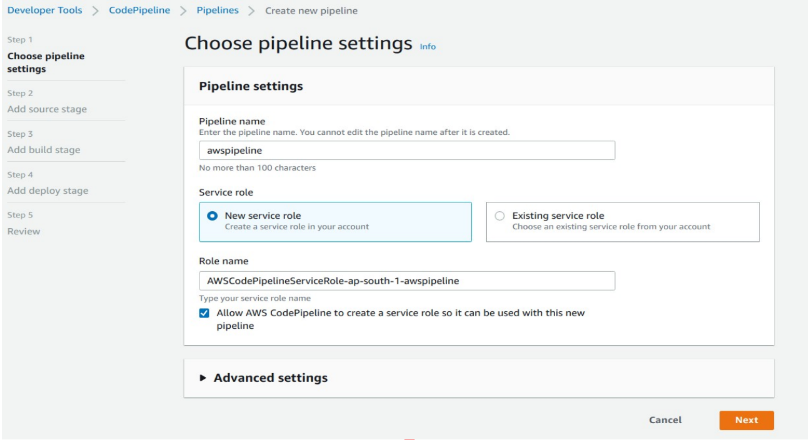 Developer Tools > CodePipeline > Pipelines > Create new pipeline
Step 1
Choose pipeline
settings
Step 2
Add source stage
Step 3
Add build stage
Step 4
Add deploy stage
Step 5
Review
Choose pipeline settings Info
Pipeline settings
Pipeline name
Enter the pipeline name. You cannot edit the pipeline name after it is created.
awspipeline
No more than 100 characters
Service role
New service role
Create a service role in your account
Existing service role
Choose an existing service role from your account
Role name
AWSCodePipelineServiceRole-ap-south-1-awspipeline
Type your service role name
Allow AWS CodePipeline to create a service role so it can be used with this new
pipeline
Advanced settings
Cancel Next